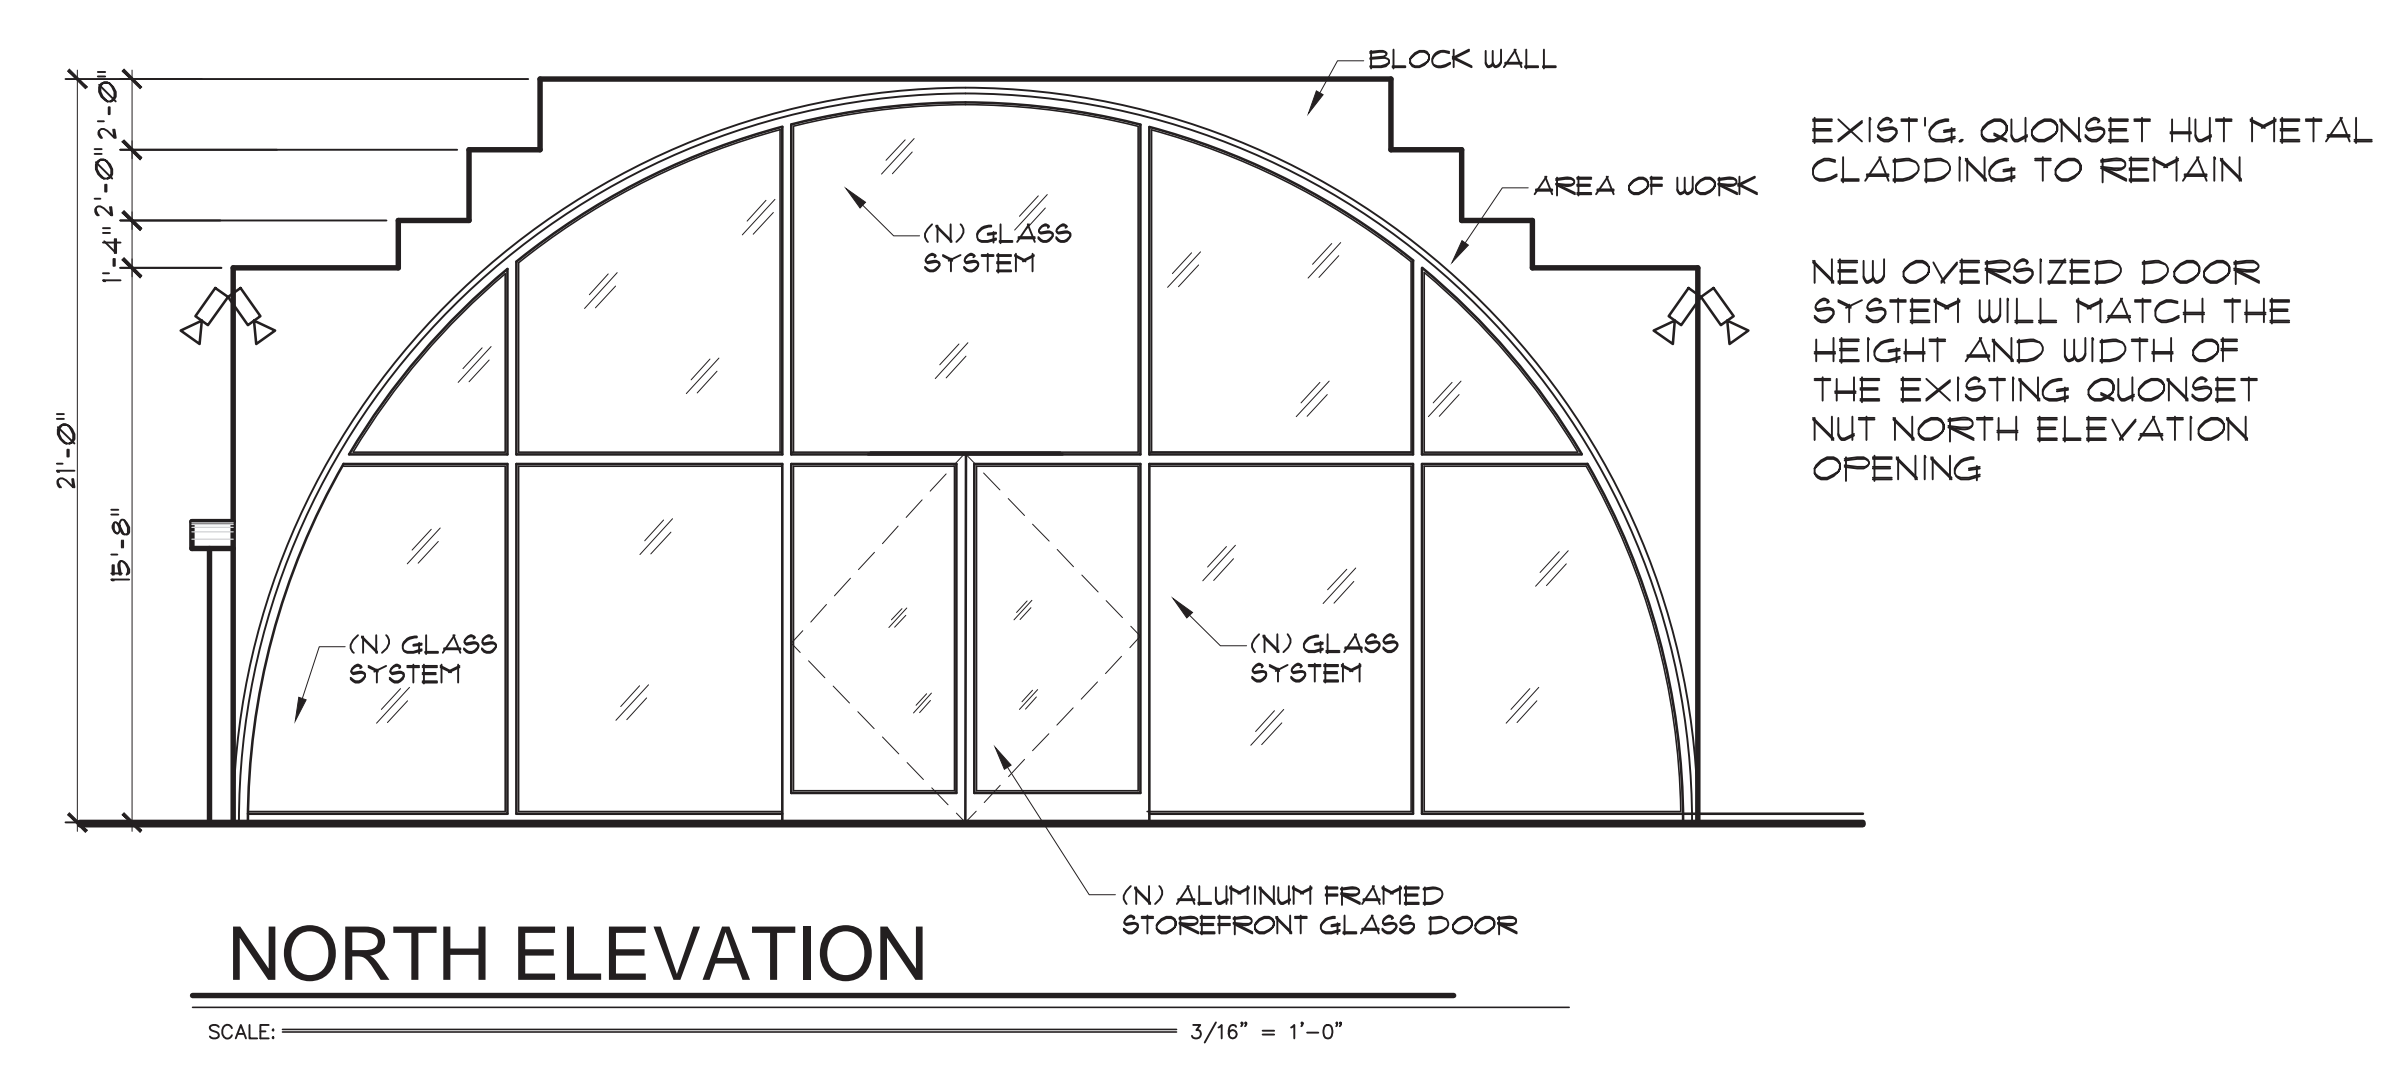 BLOCK WALL
EXIST'G. QUONSET HUT METAL
CLADDING TO REMAIN
AREA OF WORK
2'-0"
2'-0"
1'-4"
21'-0"
15'-8"
(N) GLASS
SYSTEM
NEW OVERSIZED DOOR
SYSTEM WILL MATCH THE
HEIGHT AND WIDTH OF
THE EXISTING QUONSET
NUT NORTH ELEVATION
OPENING
(N) GLASS
SYSTEM
(N) GLASS
SYSTEM
(N) ALUMINUM FRAMED
STOREFRONT GLASS DOOR
NORTH ELEVATION
SCALE: 3/16" = 1'-0"